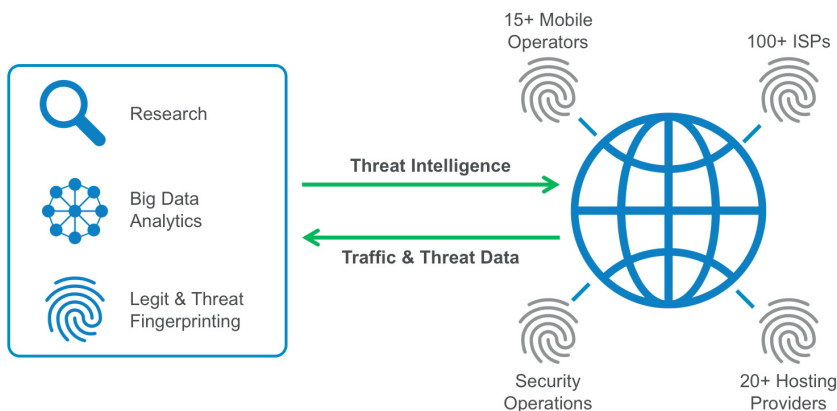 15+ Mobile
Operators
100+ ISPs
Research
Threat Intelligence
Big Data
Analytics
Traffic & Threat Data
Legit & Threat
Fingerprinting
Security
Operations
20+ Hosting
Providers